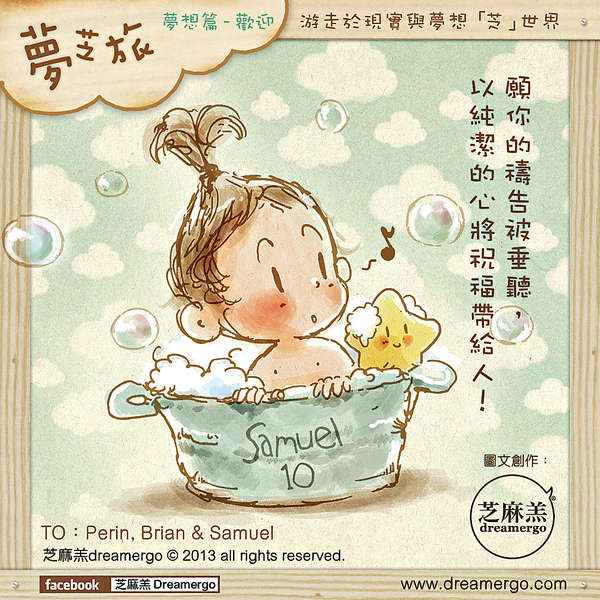 夢芝旅
夢想篇-歡迎
游走於現實與夢想「芝」世界
願你的禱告被垂聽，
以純潔的心將祝福帶給人！
Samuel
10
圖文創作：
芝麻羔
dreamergo
TO：Perin, Brian & Samuel
芝麻羔dreamergo © 2013 all rights reserved.
facebook 芝麻羔 Dreamergo
www.dreamergo.com